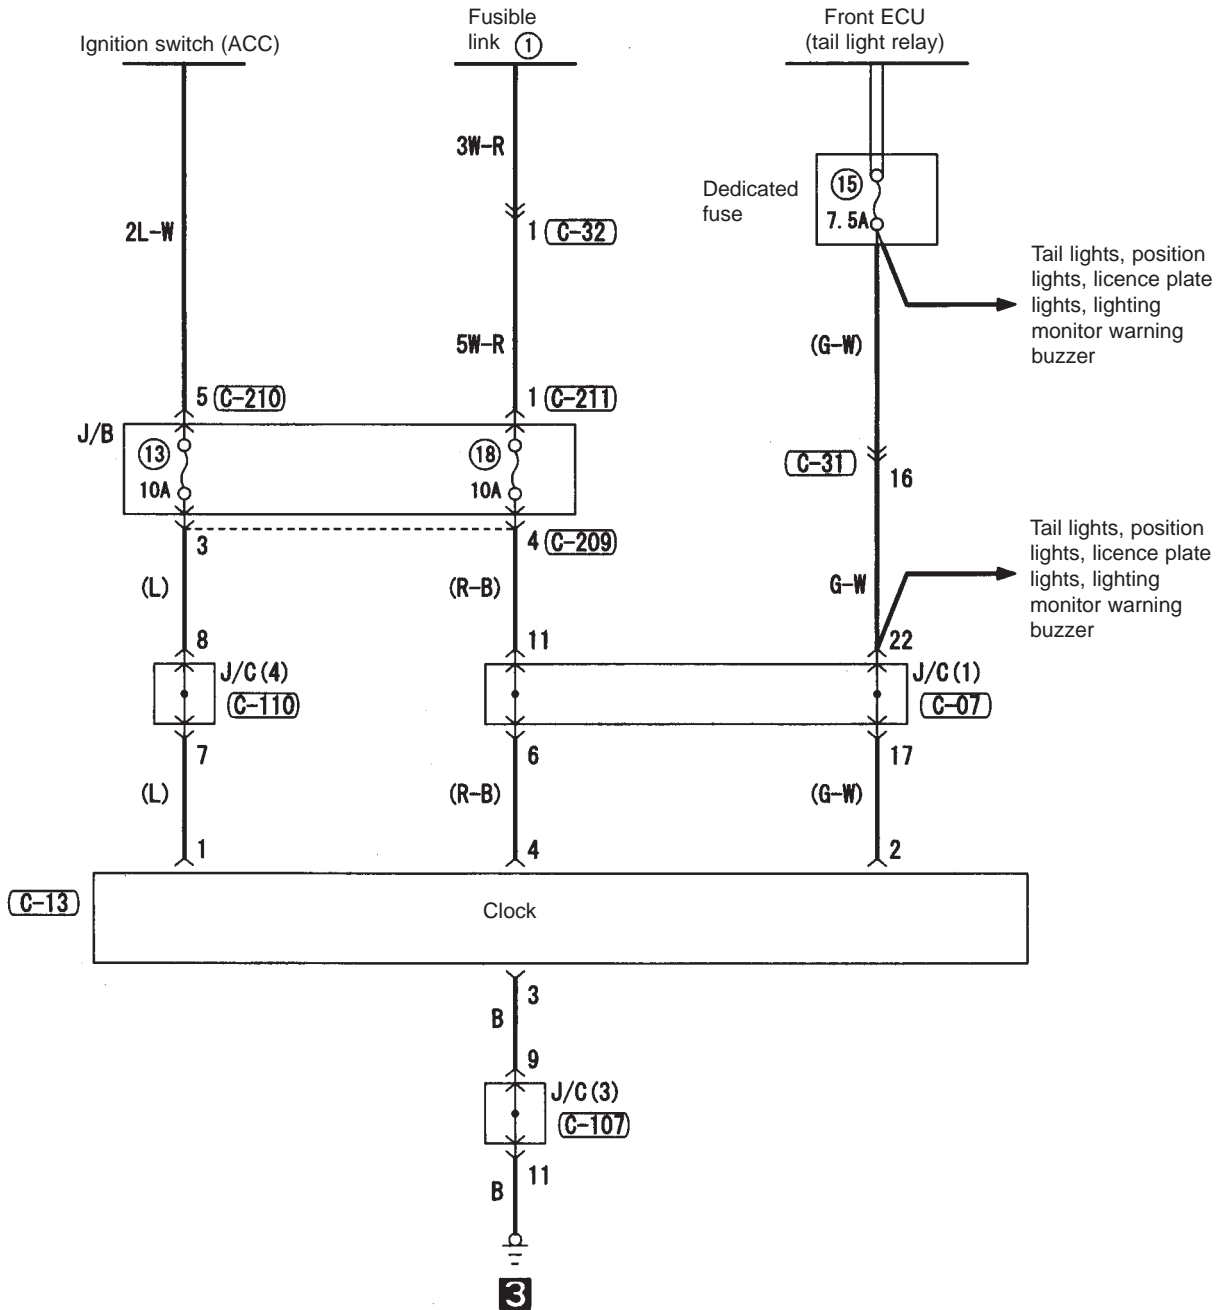 Ignition switch (ACC)
Fusible
link ①
Front ECU
(tail light relay)
3W-R
Dedicated
fuse
⑮
7.5A
2L-W
1 C-32
Tail lights, position
lights, licence plate
lights, lighting
monitor warning
buzzer
5W-R
(G-W)
5 C-210
1 C-211
J/B
⑬
10A
⑱
10A
C-31
16
3
4 C-209
Tail lights, position
lights, licence plate
lights, lighting
monitor warning
buzzer
(L)
(R-B)
G-W
8
11
22
J/C(4)
C-110
J/C(1)
C-07
7
6
17
(L)
(R-B)
(G-W)
1
4
2
C-13
Clock
3
B
9
J/C(3)
C-107
11
B
3